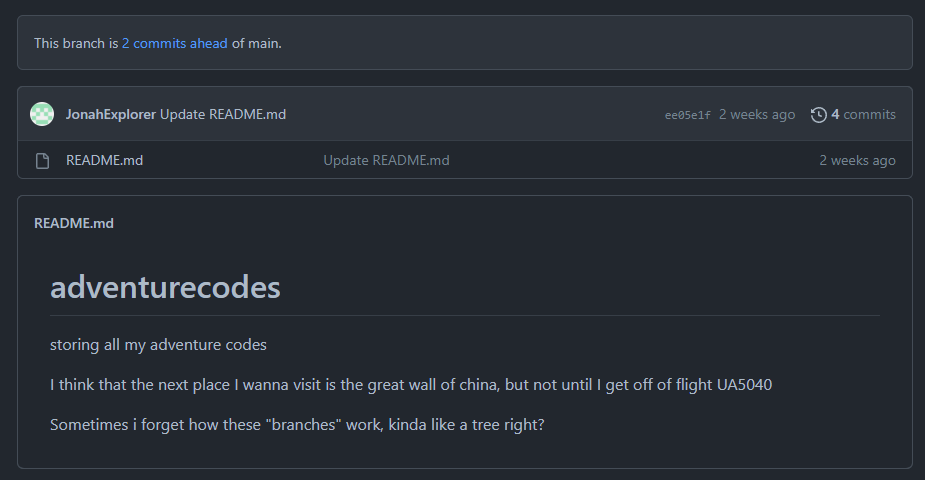 This branch is 2 commits ahead of main.
JonahExplorer Update README.md ee05e1f 2 weeks ago 4 commits
README.md Update README.md 2 weeks ago
README.md
adventurecodes
storing all my adventure codes
I think that the next place I wanna visit is the great wall of china, but not until I get off of flight UA5040
Sometimes i forget how these "branches" work, kinda like a tree right?